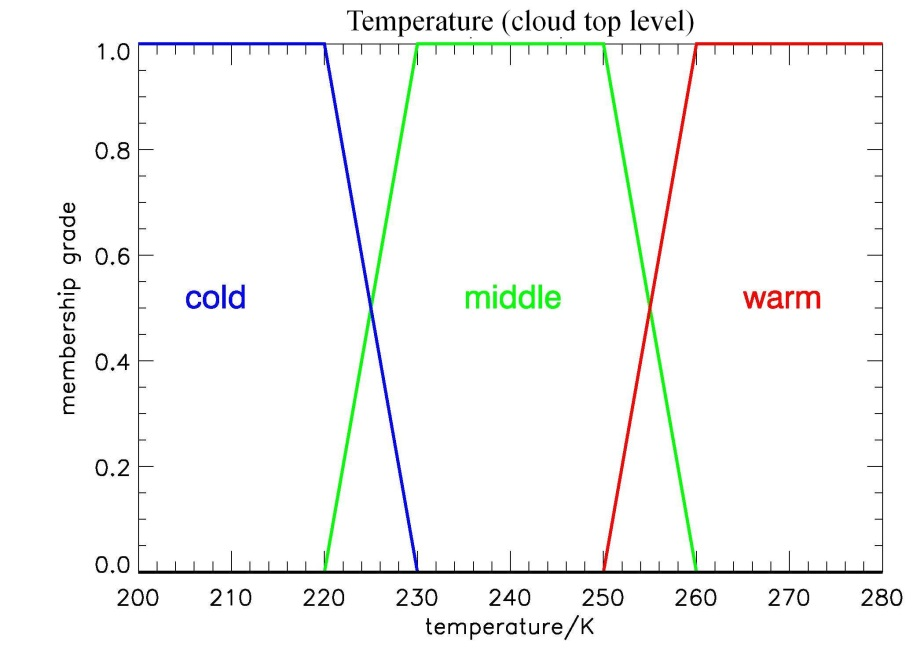 Temperature (cloud top level)
1.0
0.8
0.6
0.4
0.2
0.0
membership grade
cold
middle
warm
200 210 220 230 240 250 260 270 280
temperature/K